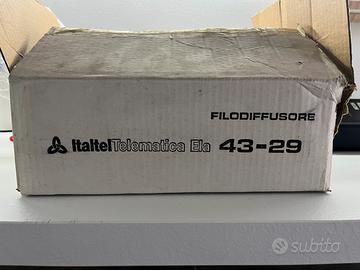 FILODIFFUSORE
Italtel Telematica Ela 43-29
subito